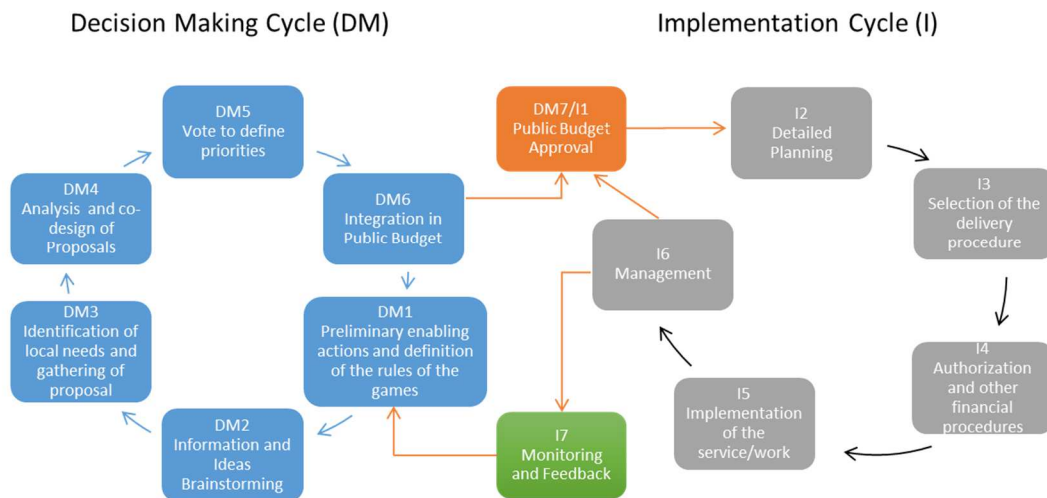 Decision Making Cycle (DM)
Implementation Cycle (I)
DM5
Vote to define
priorities
DM7/I1
Public Budget
Approval
I2
Detailed
Planning
DM4
Analysis and co-
design of
Proposals
DM6
Integration in
Public Budget
I3
Selection of the
delivery
procedure
I6
Management
DM3
Identification of
local needs and
gathering of
proposal
DM1
Preliminary enabling
actions and definition
of the rules of the
games
I4
Authorization
and other
financial
procedures
I5
Implementation
of the
service/work
DM2
Information and
Ideas
Brainstorming
I7
Monitoring
and Feedback